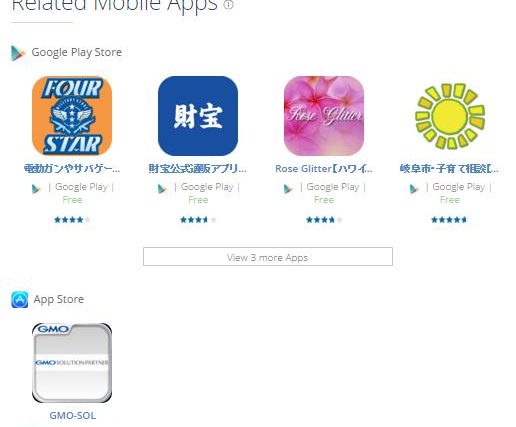 Related Mobile Apps
Google Play Store
FOUR
STAR
財宝
Rose Glitter
電動ガンやサバゲー...
財宝公式通販アプリ...
Rose Glitter【ハワイ...
岐阜市・子育て相談【...
| Google Play |
Free
| Google Play |
Free
| Google Play |
Free
| Google Play |
Free
View 3 more Apps
App Store
GMO
GMO SOLUTIONPARTNER
GMO-SOL